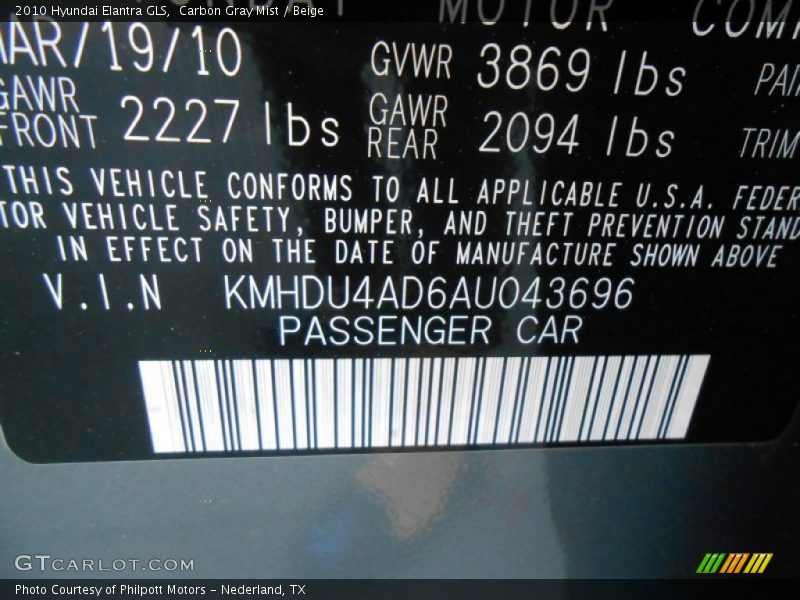 2010 Hyundai Elantra GLS, Carbon Gray Mist / Beige
MOTOR
MAR/19/10 GVWR 3869 lbs
GAWR FRONT 2227 lbs GAWR REAR 2094 lbs TRIM
THIS VEHICLE CONFORMS TO ALL APPLICABLE U.S.A. FEDER
TOR VEHICLE SAFETY, BUMPER, AND THEFT PREVENTION STAND
IN EFFECT ON THE DATE OF MANUFACTURE SHOWN ABOVE
V.I.N KMHDU4AD6AU043696
PASSENGER CAR
GTCARLOT.COM
Photo Courtesy of Philpott Motors - Nederland, TX